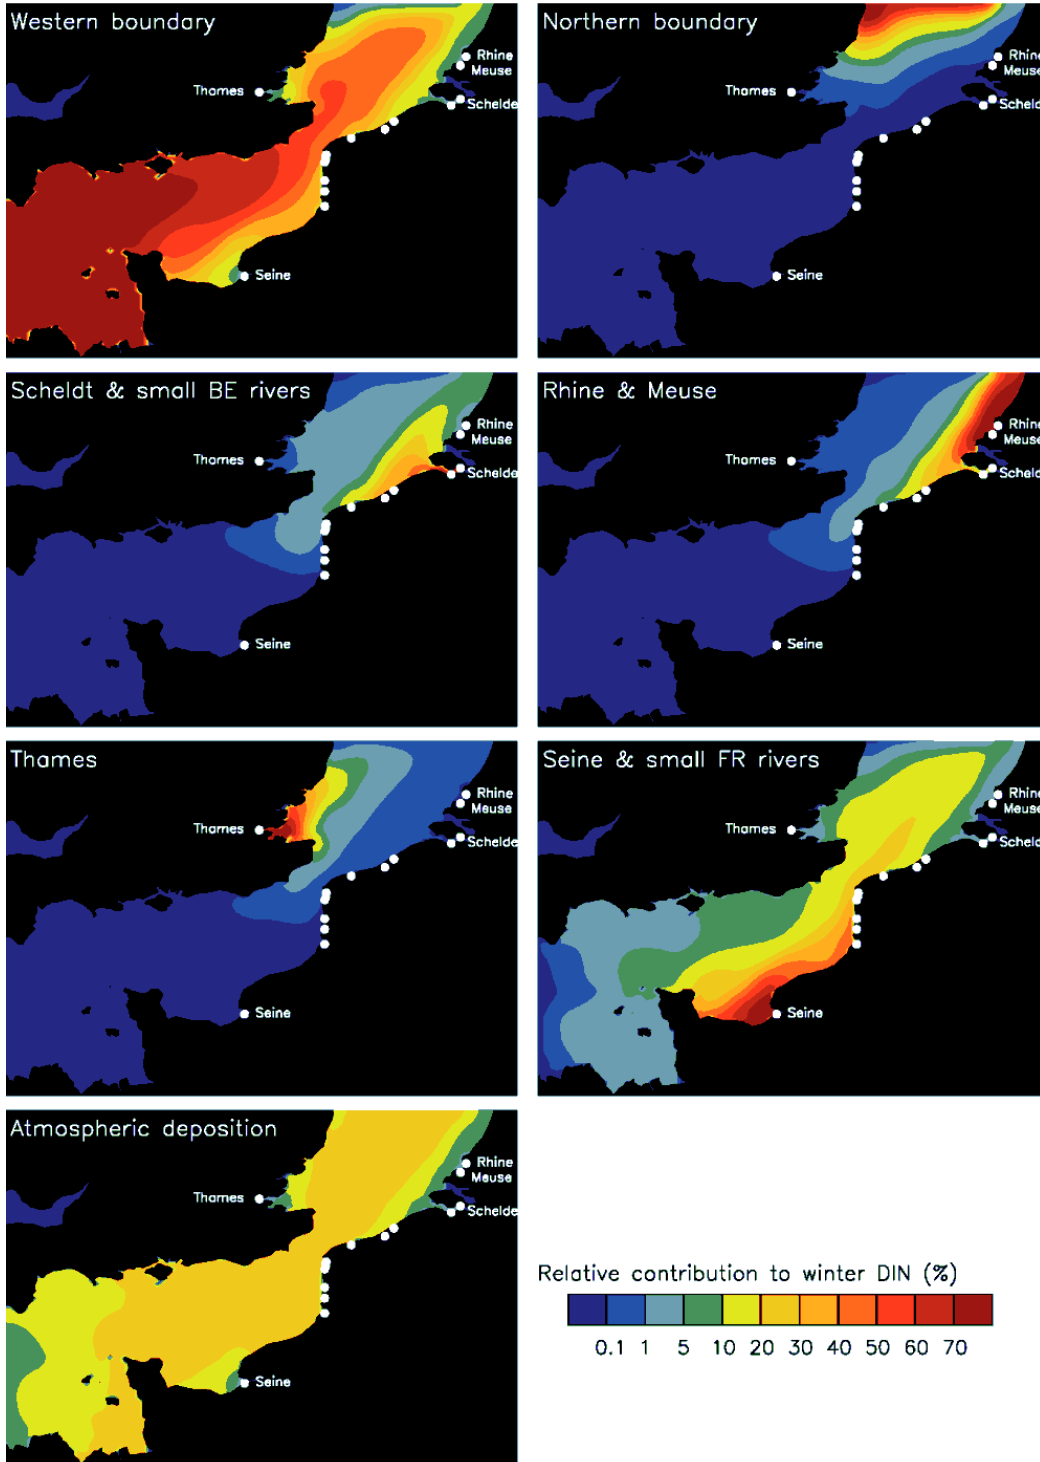 Western boundary
Thames
Rhine
Meuse
Schelde
Seine
Northern boundary
Thames
Rhine
Meuse
Scheld
Seine
Scheldt & small BE rivers
Thames
Rhine
Meuse
Schelde
Seine
Rhine & Meuse
Thames
Rhine
Meuse
Schelde
Seine
Thames
Thames
Rhine
Meuse
Scheld
Seine
Seine & small FR rivers
Thames
Rhine
Meuse
Schelde
Seine
Atmospheric deposition
Thames
Rhine
Meuse
Schelde
Seine
Relative contribution to winter DIN (%)
0.1 1 5 10 20 30 40 50 60 70